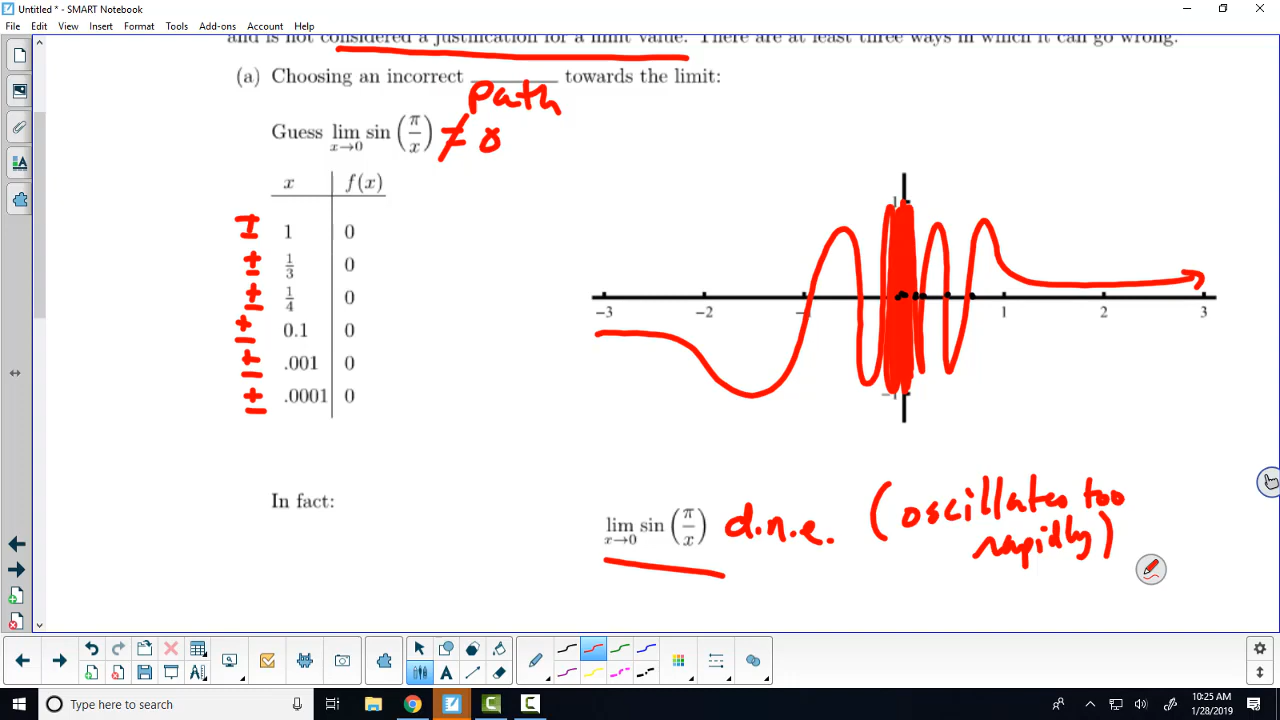 Untitled * - SMART Notebook
File Edit View Insert Format Tools Add-ons Account Help
and is not considered a justification for a limit value. There are at least three ways in which it can go wrong.
(a) Choosing an incorrect ________ towards the limit:
path
Guess lim x→0 sin (π/x) ≠ 0
x f(x)
± 1 0
± 1/3 0
± 1/4 0
± 0.1 0
± .001 0
± .0001 0
1
−3 −2 −1 1 2 3
−1
In fact:
lim x→0 sin (π/x) d.n.e. (oscillates too
rapidly)
Type here to search
10:25 AM
1/28/2019